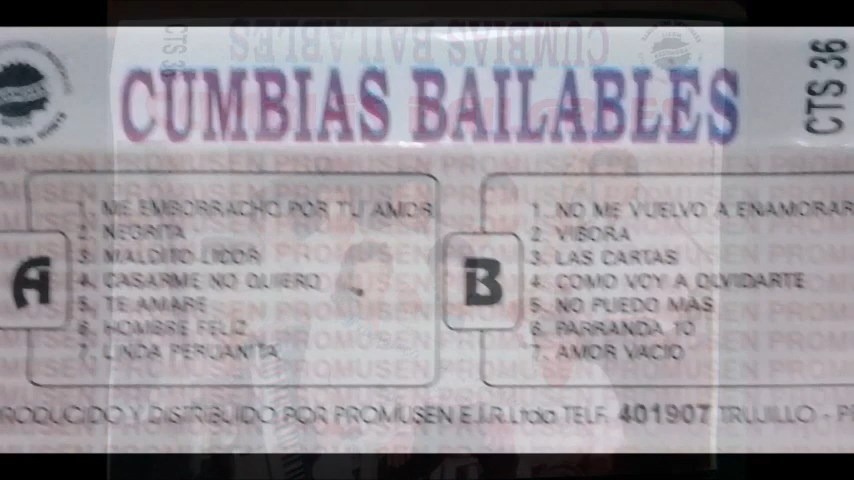 CUMBIAS BAILABLES
CTS 36
A
1. ME EMBORRACHO POR TU AMOR
2. NEGRITA
3. MALDITO LICOR
4. CASARME NO QUIERO
5. TE AMARE
6. HOMBRE FELIZ
7. LINDA PERUANITA
B
1. NO ME VUELVO A ENAMORAR
2. VIBORA
3. LAS CARTAS
4. COMO VOY A OLVIDARTE
5. NO PUEDO MAS
6. PARRANDA 10
7. AMOR VACIO
PRODUCIDO Y DISTRIBUIDO POR PROMUSEN E.I.R.Ltda TELF. 401907 TRUJILLO - P